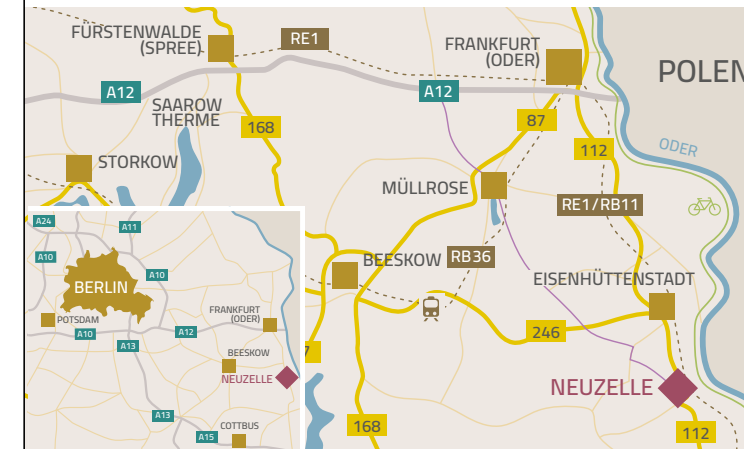 FÜRSTENWALDE
(SPREE)
RE1
FRANKFURT
(ODER)
POLEN
A12
A12
SAAROW
THERME
168
87
112
ODER
STORKOW
MÜLLROSE
RE1/RB11
BEESKOW
RB36
EISENHÜTTENSTADT
246
7
NEUZELLE
168
112
A24
A11
A10
A10
BERLIN
POTSDAM
A10
A13
A12
FRANKFURT
(ODER)
BEESKOW
NEUZELLE
A13
A15
COTTBUS